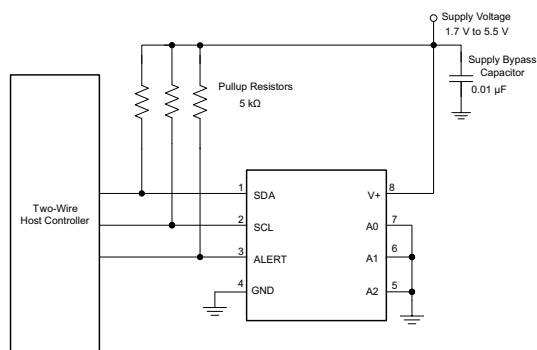 Supply Voltage
1.7 V to 5.5 V
Supply Bypass
Capacitor
0.01 µF
Pullup Resistors
5 kΩ
Two-Wire
Host Controller
1 SDA V+ 8
2 SCL A0 7
3 ALERT A1 6
4 GND A2 5